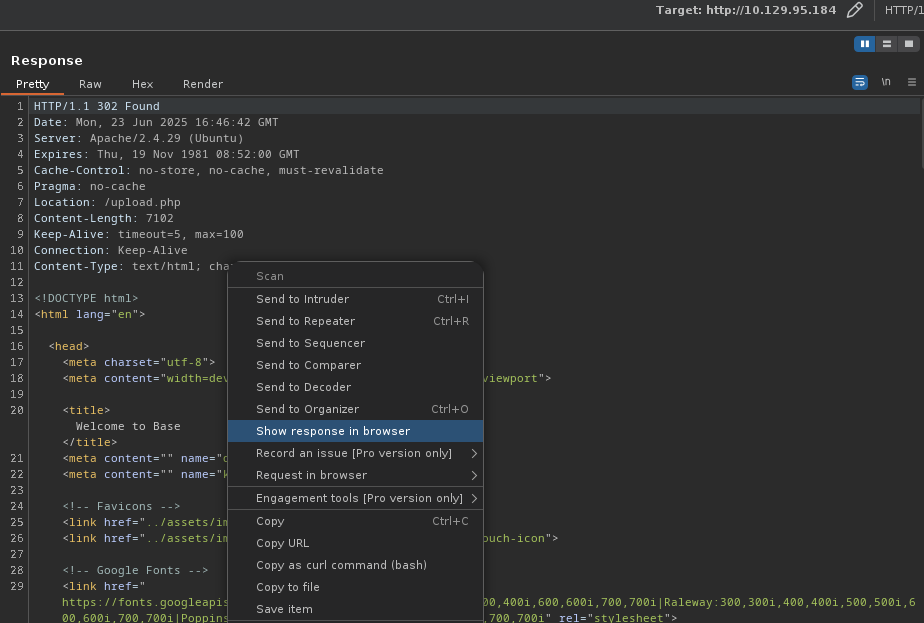 Target: http://10.129.95.184 HTTP/1
Response
Pretty Raw Hex Render \n
1 HTTP/1.1 302 Found
2 Date: Mon, 23 Jun 2025 16:46:42 GMT
3 Server: Apache/2.4.29 (Ubuntu)
4 Expires: Thu, 19 Nov 1981 08:52:00 GMT
5 Cache-Control: no-store, no-cache, must-revalidate
6 Pragma: no-cache
7 Location: /upload.php
8 Content-Length: 7102
9 Keep-Alive: timeout=5, max=100
10 Connection: Keep-Alive
11 Content-Type: text/html;
12
13 <!DOCTYPE html>
14 <html lang="en">
15
16 <head>
17 <meta charset="utf-8">
18 <meta content="width=dev viewport">
19
20 <title>
Welcome to Base
</title>
21 <meta content="" name="
22 <meta content="" name="
23
24 <!-- Favicons -->
25 <link href="../assets/im
26 <link href="../assets/im ouch-icon">
27
28 <!-- Google Fonts -->
29 <link href="
https://fonts.googleapis 00,400i,600,600i,700,700i|Raleway:300,300i,400,400i,500,500i,6
00,600i,700,700i|Poppins ,700,700i" rel="stylesheet">
Scan
Send to Intruder Ctrl+I
Send to Repeater Ctrl+R
Send to Sequencer
Send to Comparer
Send to Decoder
Send to Organizer Ctrl+O
Show response in browser
Record an issue [Pro version only]
Request in browser
Engagement tools [Pro version only]
Copy Ctrl+C
Copy URL
Copy as curl command (bash)
Copy to file
Save item